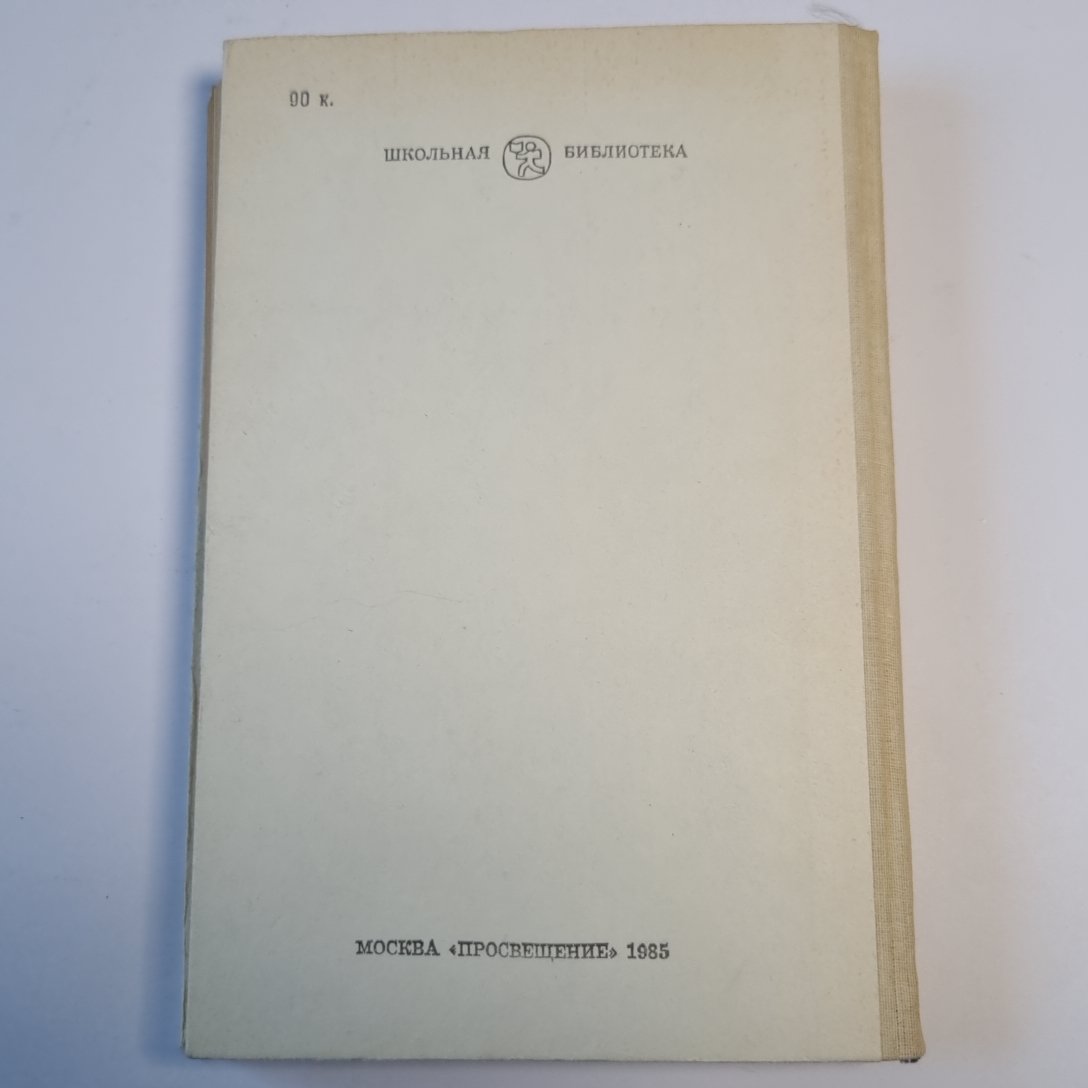 90 к.
ШКОЛЬНАЯ БИБЛИОТЕКА
МОСКВА «ПРОСВЕЩЕНИЕ» 1985